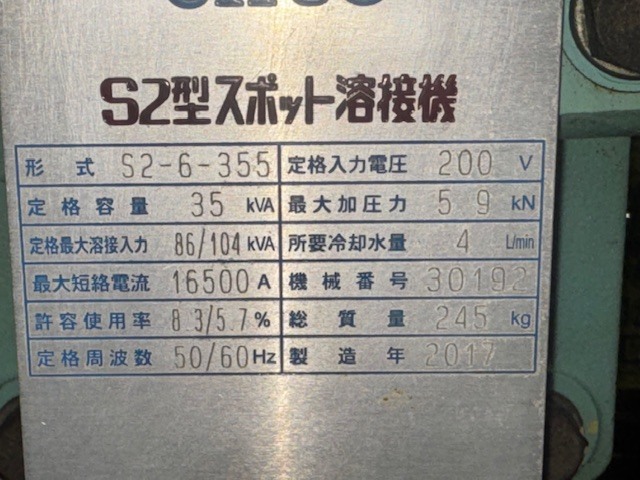 S2型スポット溶接機
形式 S2-6-355 定格入力電圧 200 V
定格容量 35 kVA 最大加圧力 5.9 kN
定格最大溶接入力 86/104 kVA 所要冷却水量 4 L/min
最大短絡電流 16500 A 機械番号 30192
許容使用率 8.3/5.7 % 総質量 245 kg
定格周波数 50/60 Hz 製造年 2017